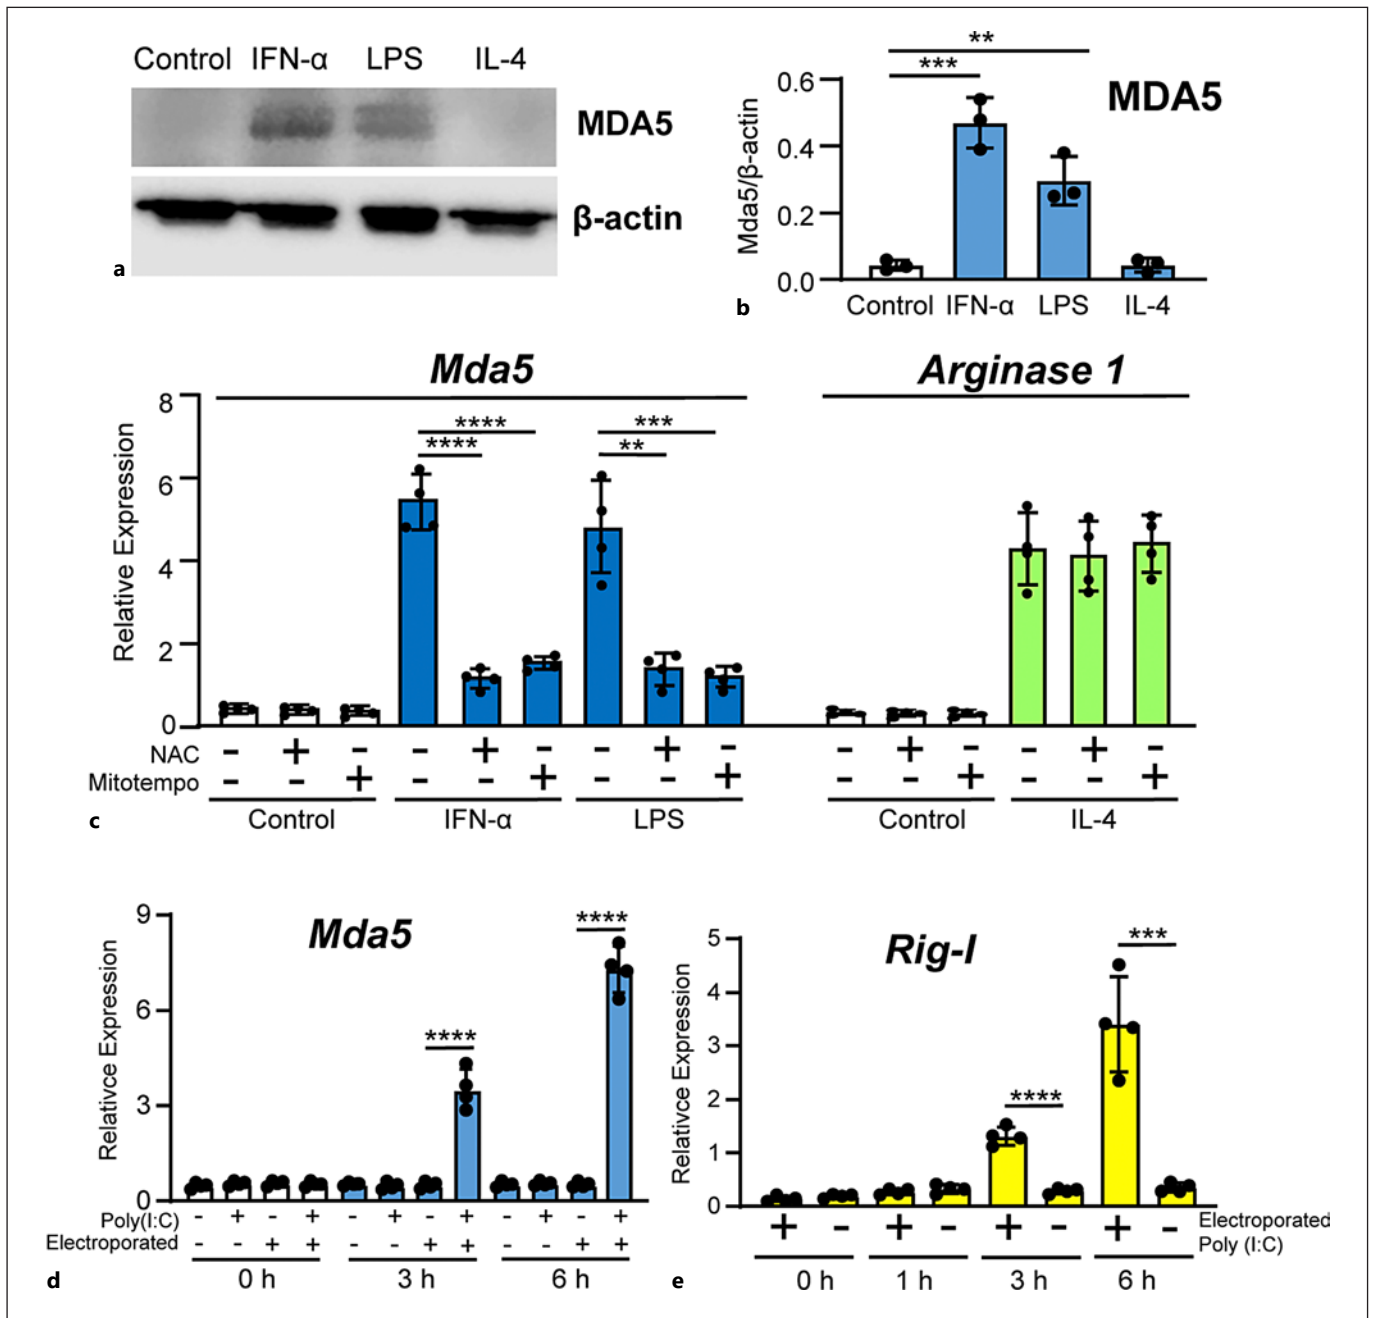 Control IFN-α LPS IL-4
MDA5
β-actin
a
** 
***
MDA5
Mda5/β-actin
0.6
0.4
0.2
0.0
Control IFN-α LPS IL-4
b
Mda5
Arginase 1
Relative Expression
8
6
4
2
0
**** ***
**** **
NAC - + - - + - - + - - + - - + -
Mitotempo - - + - - + - - + - - + - - +
Control IFN-α LPS Control IL-4
c
Mda5
Relativce Expression
9
6
3
0
****
****
Poly(I:C) - + - + - + - + - + - +
Electroporated - - + + - - + + - - + +
0 h 3 h 6 h
d
Rig-I
Relativce Expression
5
4
3
2
1
0
***
****
+ - + - + - + - Electroporated
Poly (I:C)
0 h 1 h 3 h 6 h
e